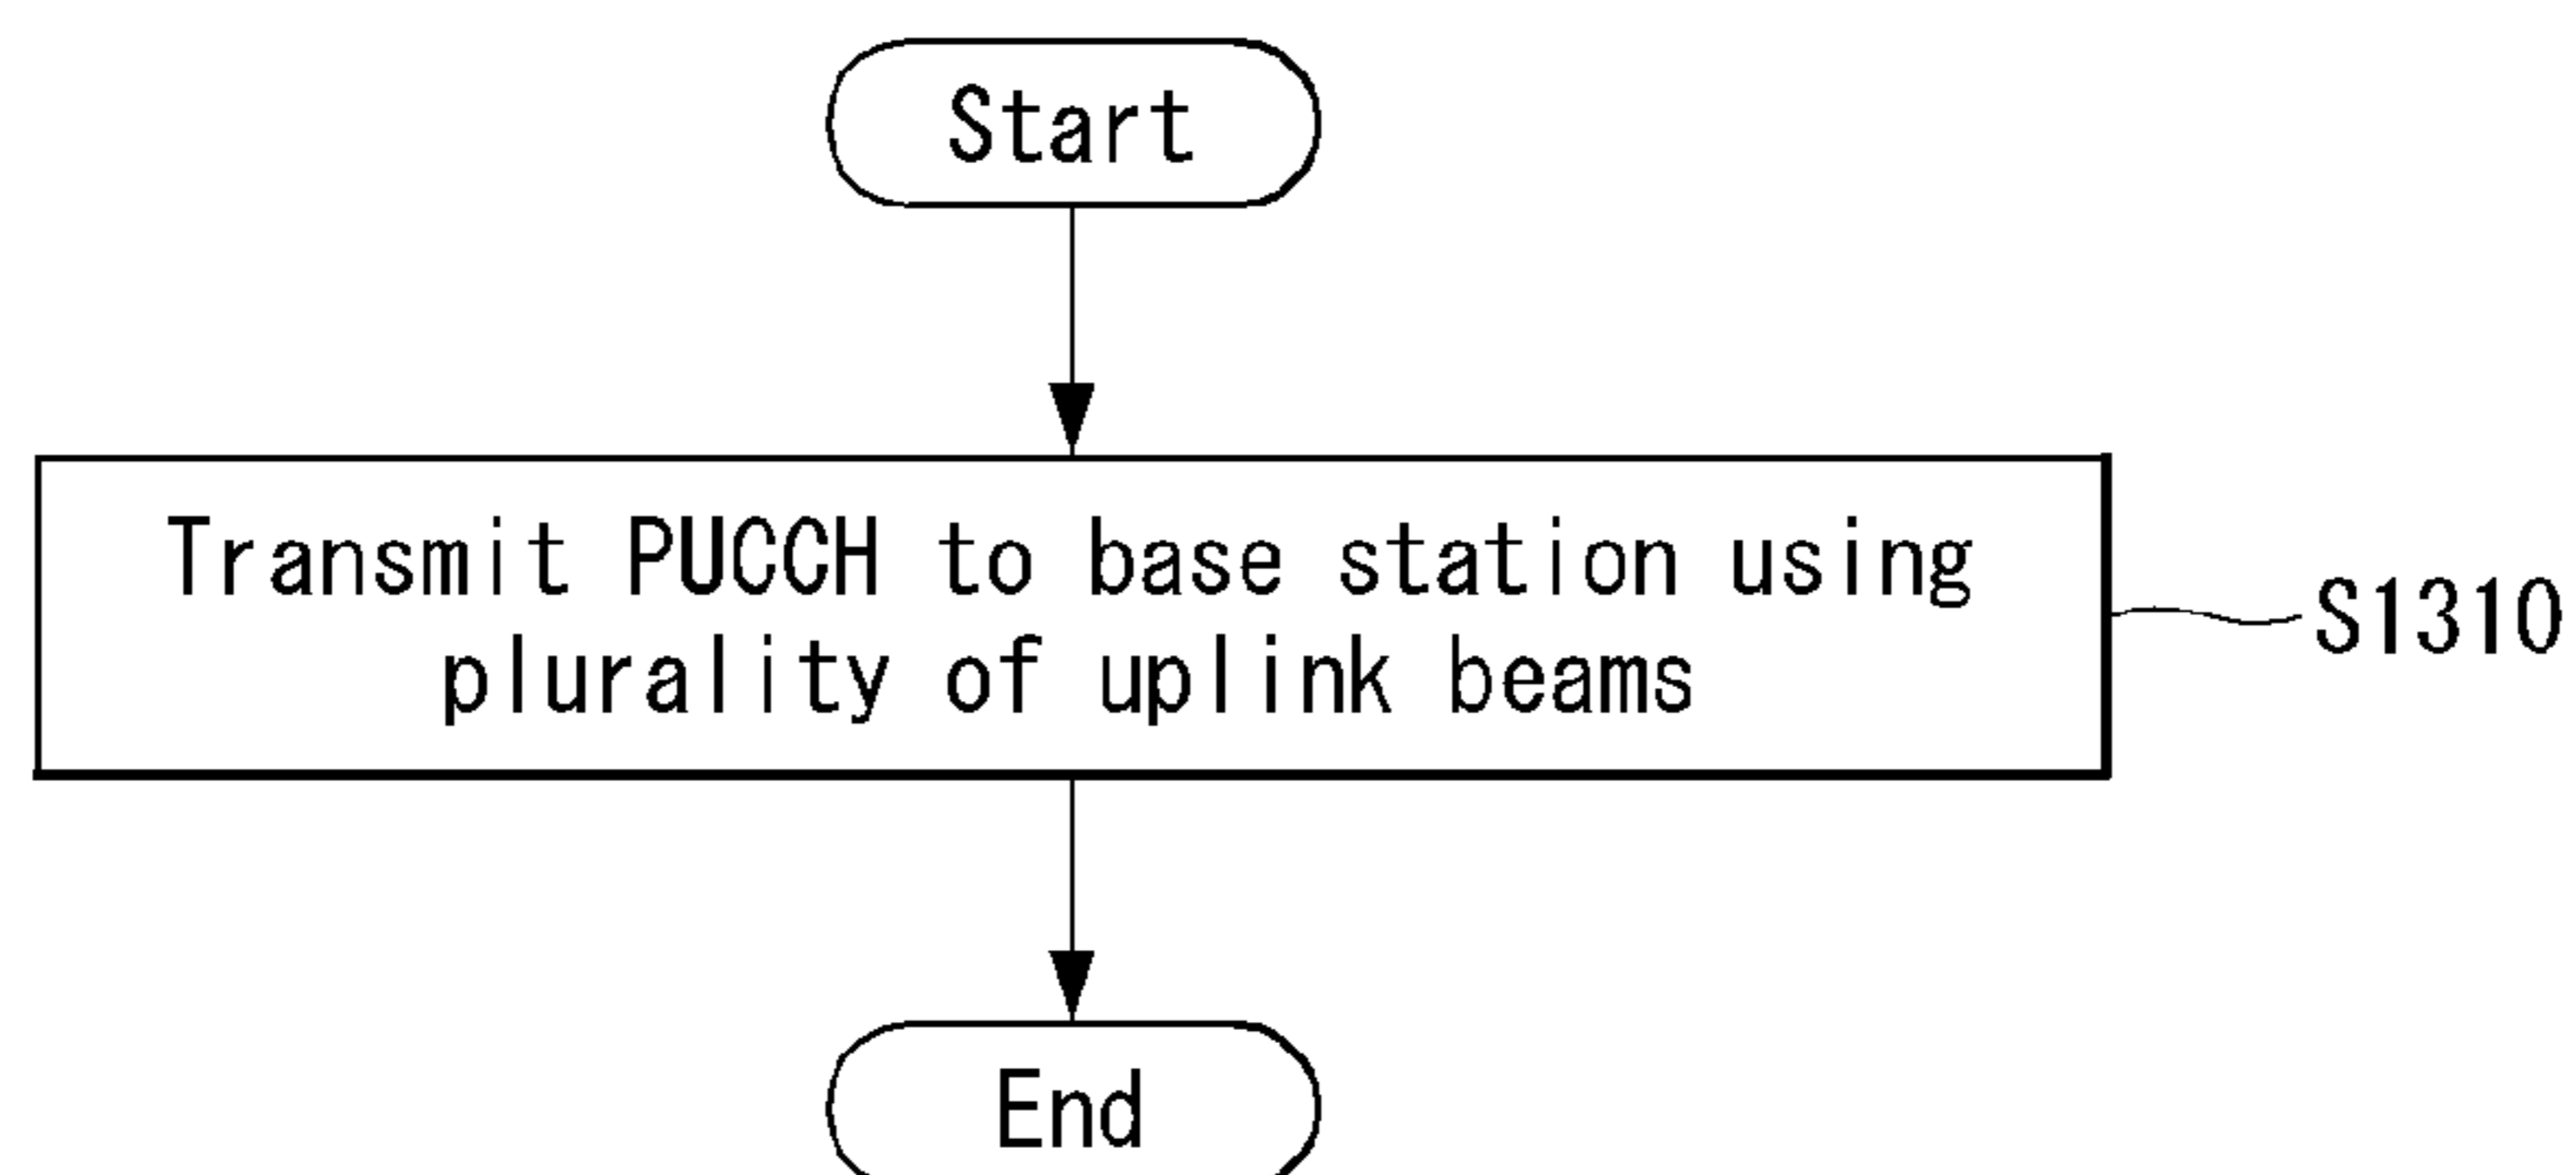 Start
Transmit PUCCH to base station using
plurality of uplink beams
S1310
End